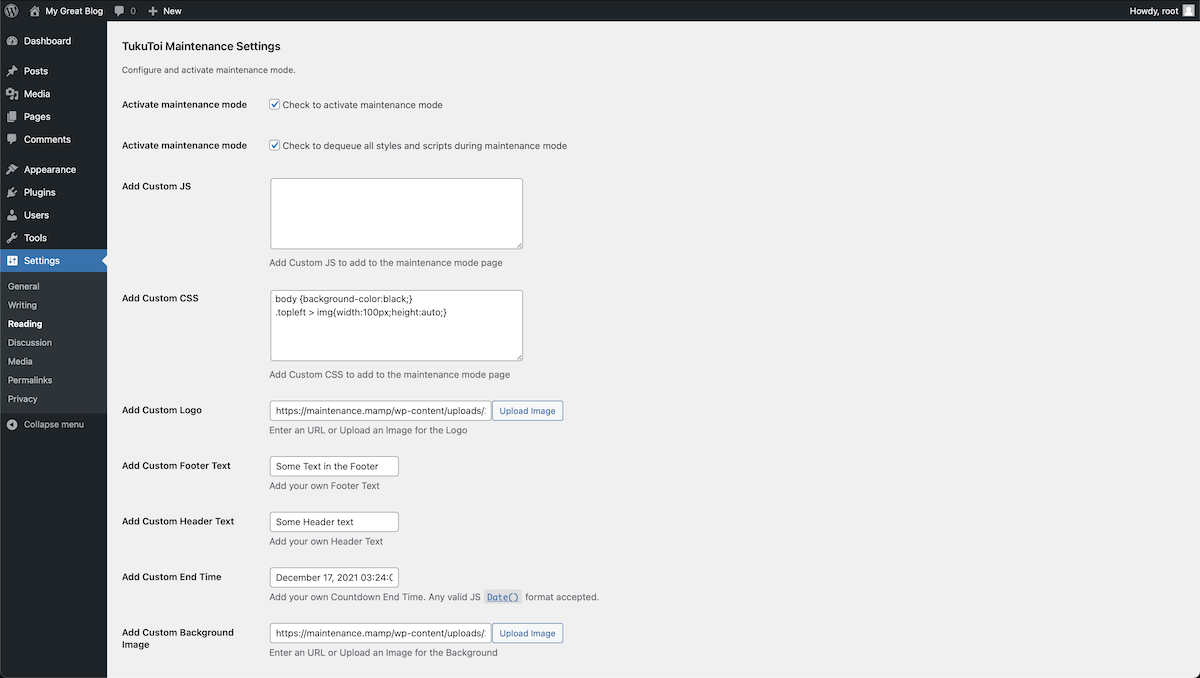 My Great Blog 0 New Howdy, root
Dashboard
Posts
Media
Pages
Comments
Appearance
Plugins
Users
Tools
Settings
General
Writing
Reading
Discussion
Media
Permalinks
Privacy
Collapse menu
TukuToi Maintenance Settings
Configure and activate maintenance mode.
Activate maintenance mode Check to activate maintenance mode
Activate maintenance mode Check to dequeue all styles and scripts during maintenance mode
Add Custom JS
Add Custom JS to add to the maintenance mode page
Add Custom CSS
body {background-color:black;}
.topleft > img{width:100px;height:auto;}
Add Custom CSS to add to the maintenance mode page
Add Custom Logo https://maintenance.mamp/wp-content/uploads/ Upload Image
Enter an URL or Upload an Image for the Logo
Add Custom Footer Text Some Text in the Footer
Add your own Footer Text
Add Custom Header Text Some Header text
Add your own Header Text
Add Custom End Time December 17, 2021 03:24:
Add your own Countdown End Time. Any valid JS Date() format accepted.
Add Custom Background
Image
https://maintenance.mamp/wp-content/uploads/ Upload Image
Enter an URL or Upload an Image for the Background